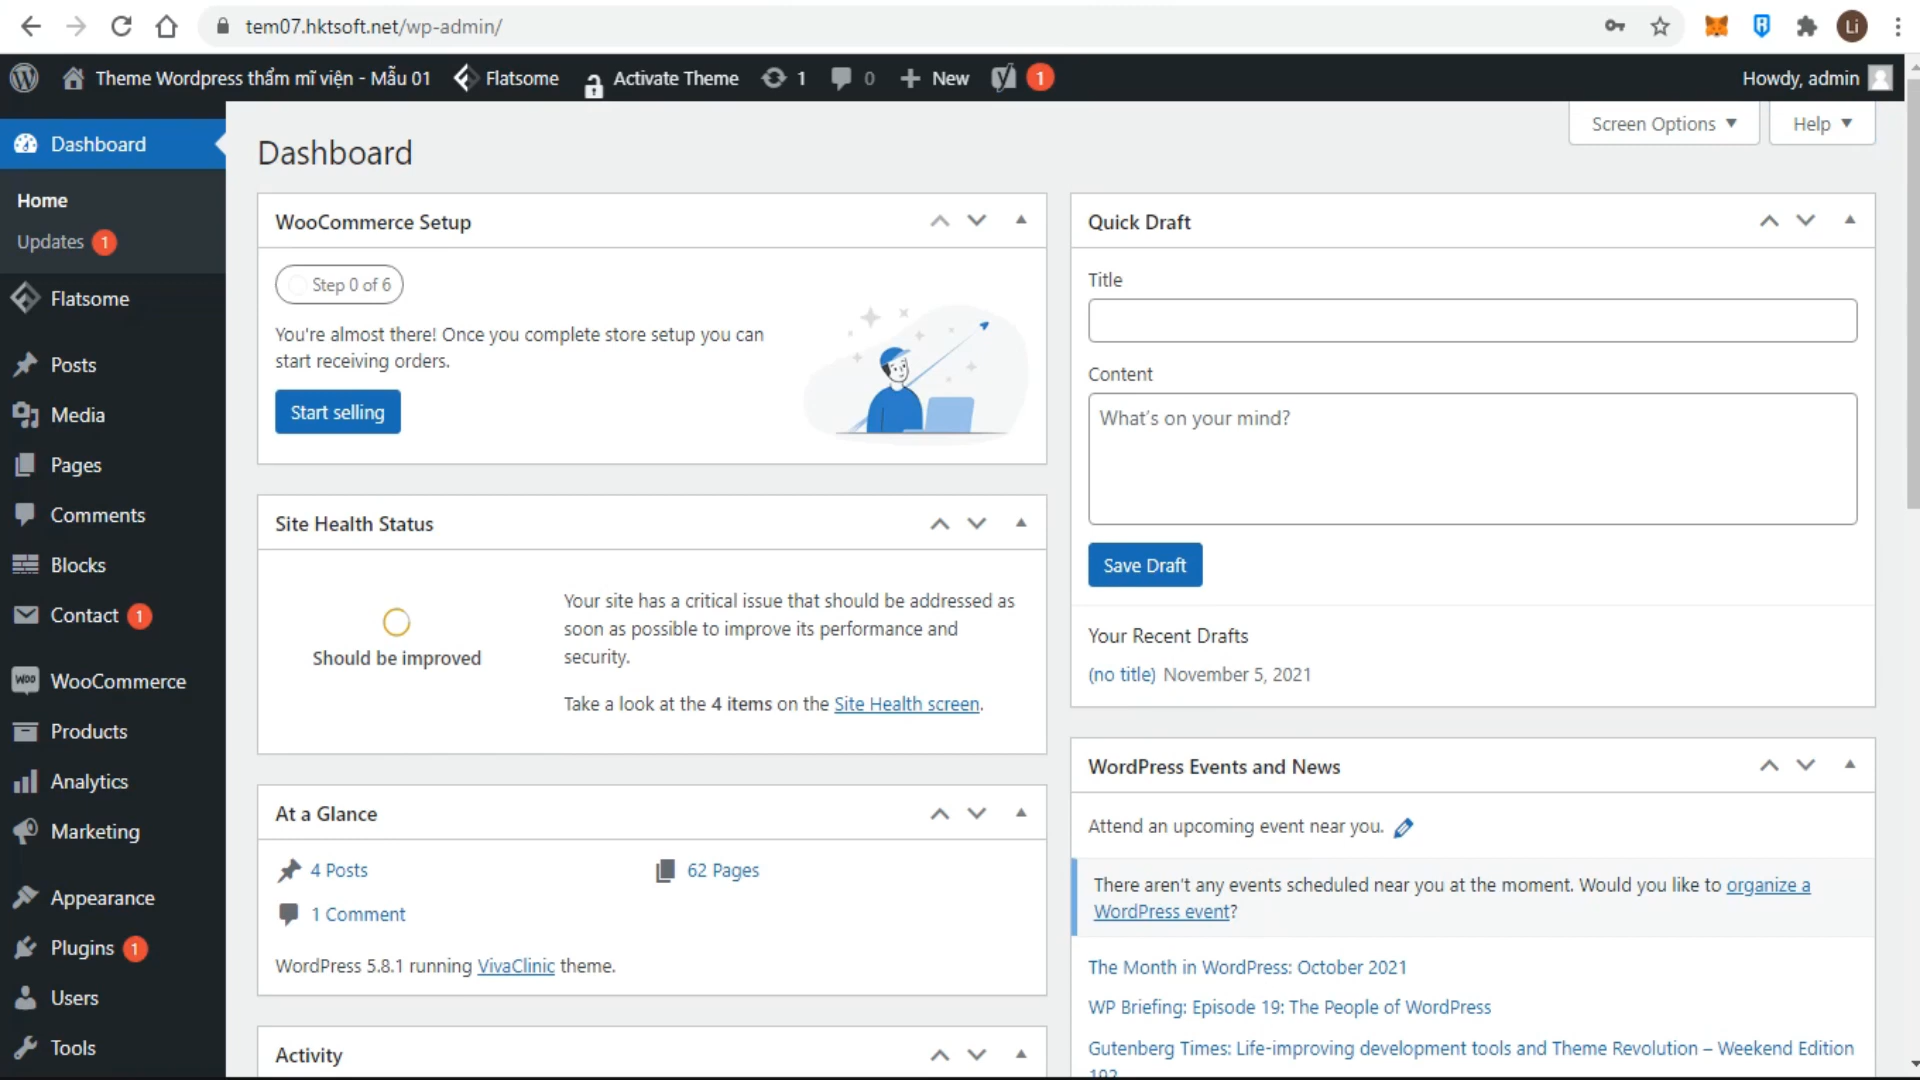 tem07.hktsoft.net/wp-admin/
Li
Theme Wordpress thẩm mĩ viện - Mẫu 01
Flatsome
Activate Theme
1
0
New
1
Howdy, admin
Dashboard
Home
Updates 1
Flatsome
Posts
Media
Pages
Comments
Blocks
Contact 1
WooCommerce
Products
Analytics
Marketing
Appearance
Plugins 1
Users
Tools
Screen Options
Help
Dashboard
WooCommerce Setup
Step 0 of 6
You're almost there! Once you complete store setup you can
start receiving orders.
Start selling
Site Health Status
Should be improved
Your site has a critical issue that should be addressed as
soon as possible to improve its performance and
security.
Take a look at the 4 items on the Site Health screen.
At a Glance
4 Posts
62 Pages
1 Comment
WordPress 5.8.1 running VivaClinic theme.
Activity
Quick Draft
Title
Content
What's on your mind?
Save Draft
Your Recent Drafts
(no title) November 5, 2021
WordPress Events and News
Attend an upcoming event near you.
There aren't any events scheduled near you at the moment. Would you like to organize a
WordPress event?
The Month in WordPress: October 2021
WP Briefing: Episode 19: The People of WordPress
Gutenberg Times: Life-improving development tools and Theme Revolution – Weekend Edition
192